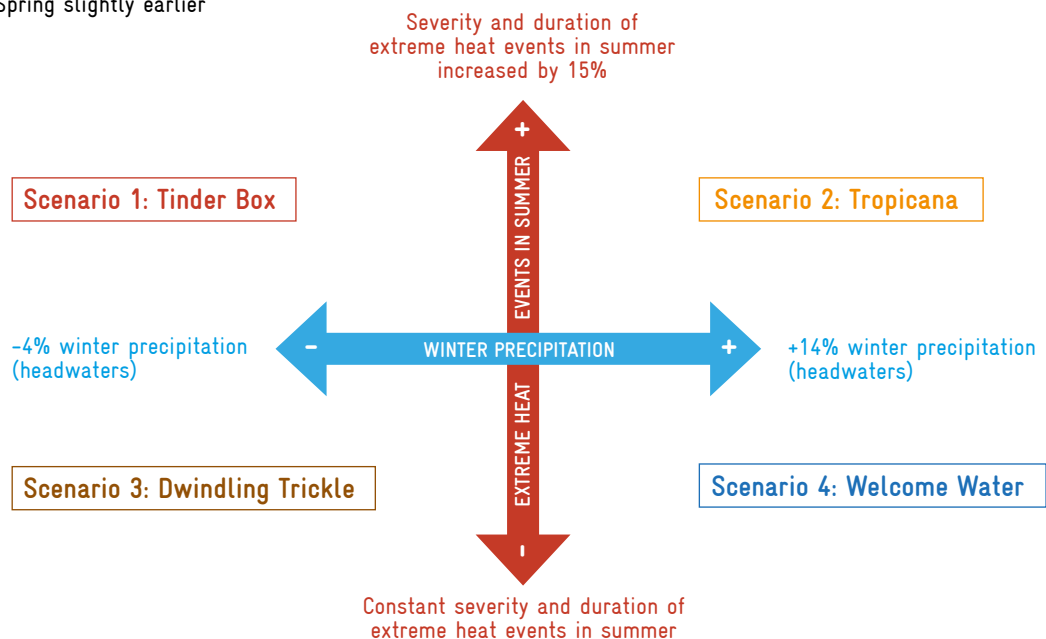 Spring slightly earlier
Severity and duration of
extreme heat events in summer
increased by 15%
+
Scenario 1: Tinder Box
Scenario 2: Tropicana
EXTREME HEAT EVENTS IN SUMMER
-4% winter precipitation
(headwaters)
-
WINTER PRECIPITATION
+
+14% winter precipitation
(headwaters)
Scenario 3: Dwindling Trickle
Scenario 4: Welcome Water
-
Constant severity and duration of
extreme heat events in summer